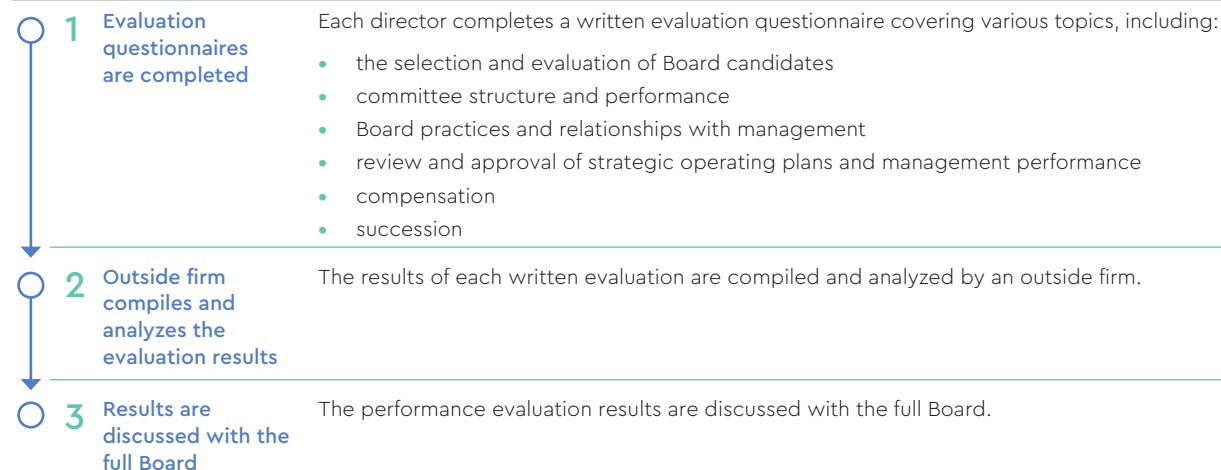 1 Evaluation questionnaires are completed
Each director completes a written evaluation questionnaire covering various topics, including:
• the selection and evaluation of Board candidates
• committee structure and performance
• Board practices and relationships with management
• review and approval of strategic operating plans and management performance
• compensation
• succession
2 Outside firm
compiles and
analyzes the
evaluation results
The results of each written evaluation are compiled and analyzed by an outside firm.
3 Results are
discussed with the
full Board
The performance evaluation results are discussed with the full Board.